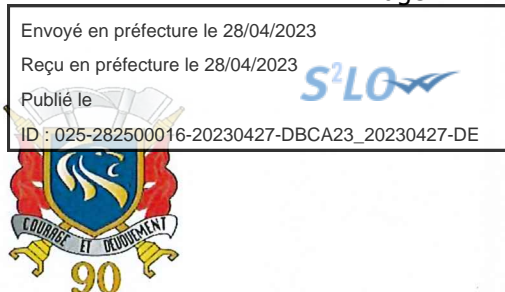 Envoyé en préfecture le 28/04/2023
Reçu en préfecture le 28/04/2023
S²LO
Publié le
ID : 025-282500016-20230427-DBCA23_20230427-DE
COURAGE ET DEVOUEMENT
90